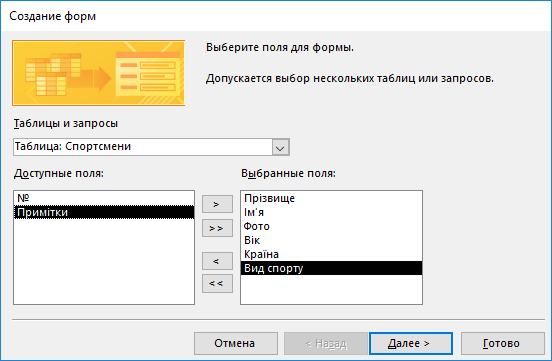 Создание форм
Выберите поля для формы.
Допускается выбор нескольких таблиц или запросов.
Таблицы и запросы
Таблица: Спортсмени
Доступные поля:
№
Примітки
>
>>
<
<<
Выбранные поля:
Прізвище
Ім'я
Фото
Вік
Країна
Вид спорту
Отмена
< Назад
Далее >
Готово